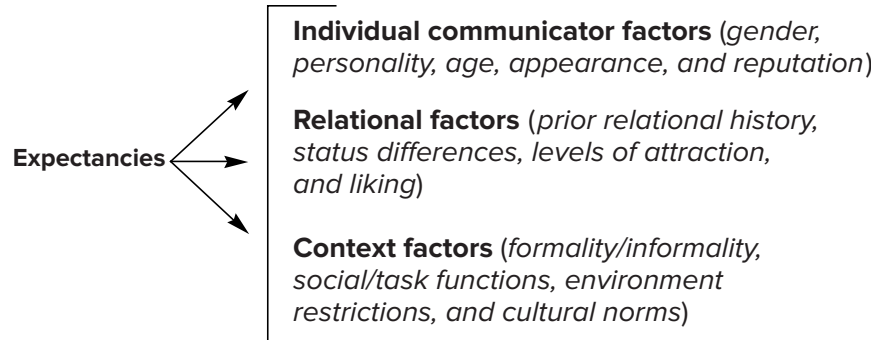 Individual communicator factors (gender,
personality, age, appearance, and reputation)
Relational factors (prior relational history,
status differences, levels of attraction,
and liking)
Expectancies
Context factors (formality/informality,
social/task functions, environment
restrictions, and cultural norms)